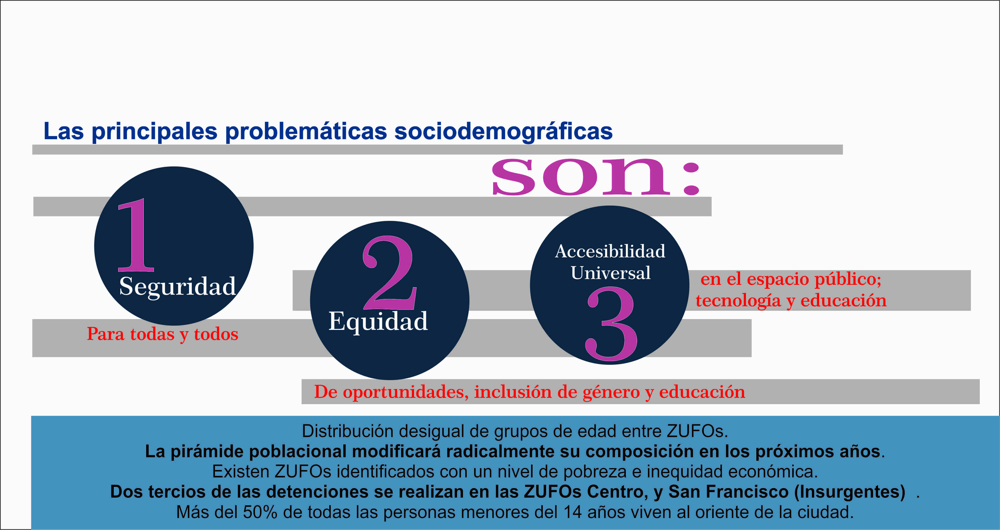 Las principales problemáticas sociodemográficas
son:
1
Seguridad
Para todas y todos
2
Equidad
De oportunidades, inclusión de género y educación
Accesibilidad
Universal
3
en el espacio público;
tecnología y educación
Distribución desigual de grupos de edad entre ZUFOs.
La pirámide poblacional modificará radicalmente su composición en los próximos años.
Existen ZUFOs identificados con un nivel de pobreza e inequidad económica.
Dos tercios de las detenciones se realizan en las ZUFOs Centro, y San Francisco (Insurgentes) .
Más del 50% de todas las personas menores del 14 años viven al oriente de la ciudad.